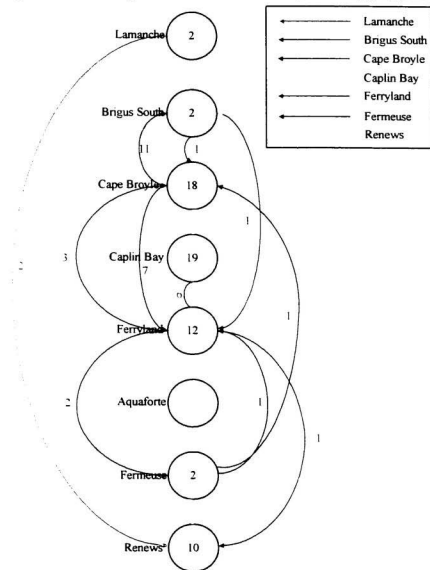 Lamanche 2
Brigus South 2
11 1
Cape Broyle 18
1
2 3
Caplin Bay 19
7
Ferryland 12
1
2 1
Aquaforte
1
Fermeuse 2
Renews 10
Lamanche
Brigus South
Cape Broyle
Caplin Bay
Ferryland
Fermeuse
Renews